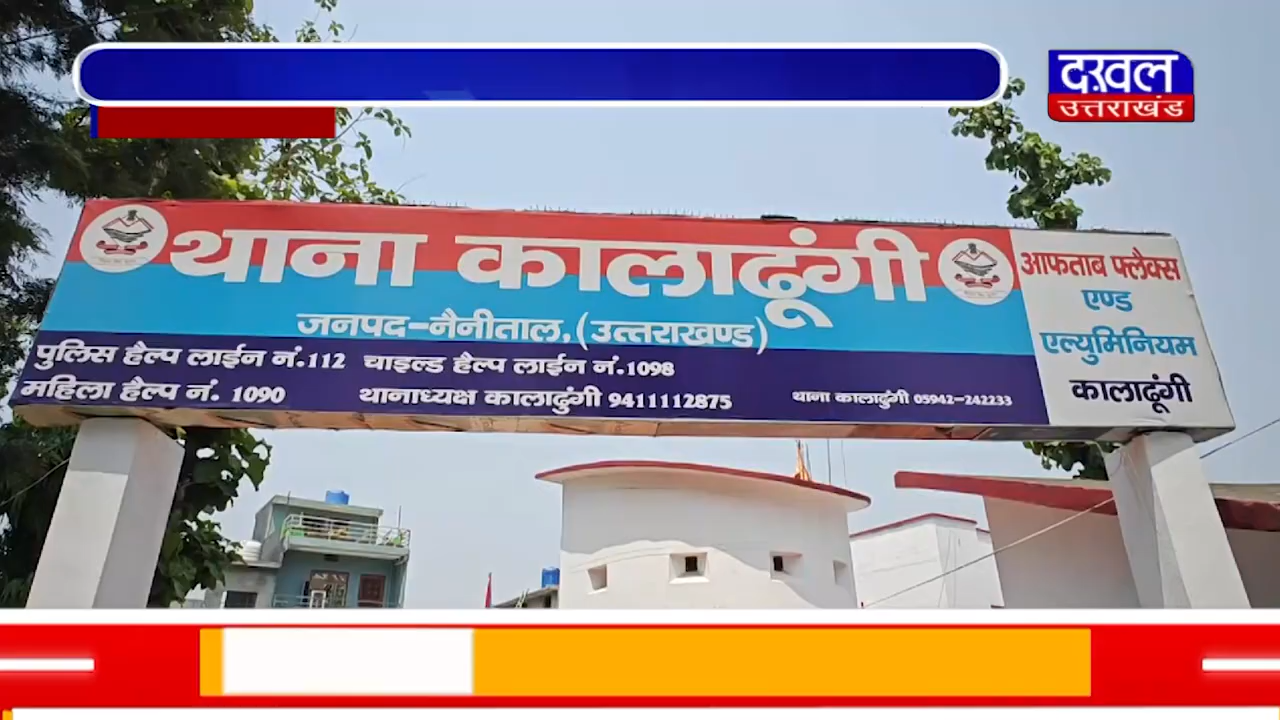 दख़ल
उत्तराखंड
थाना कालाढूंगी
जनपद-नैनीताल,(उत्तराखण्ड)
पुलिस हैल्प लाईन नं.112 चाइल्ड हैल्प लाईन नं.1098
महिला हैल्प नं. 1090 थानाध्यक्ष कालाढुंगी 9411112875 थाना कालाढुंगी 05942-242233
आफताब फ्लैक्स
एण्ड
एल्युमिनियम
कालाढूंगी